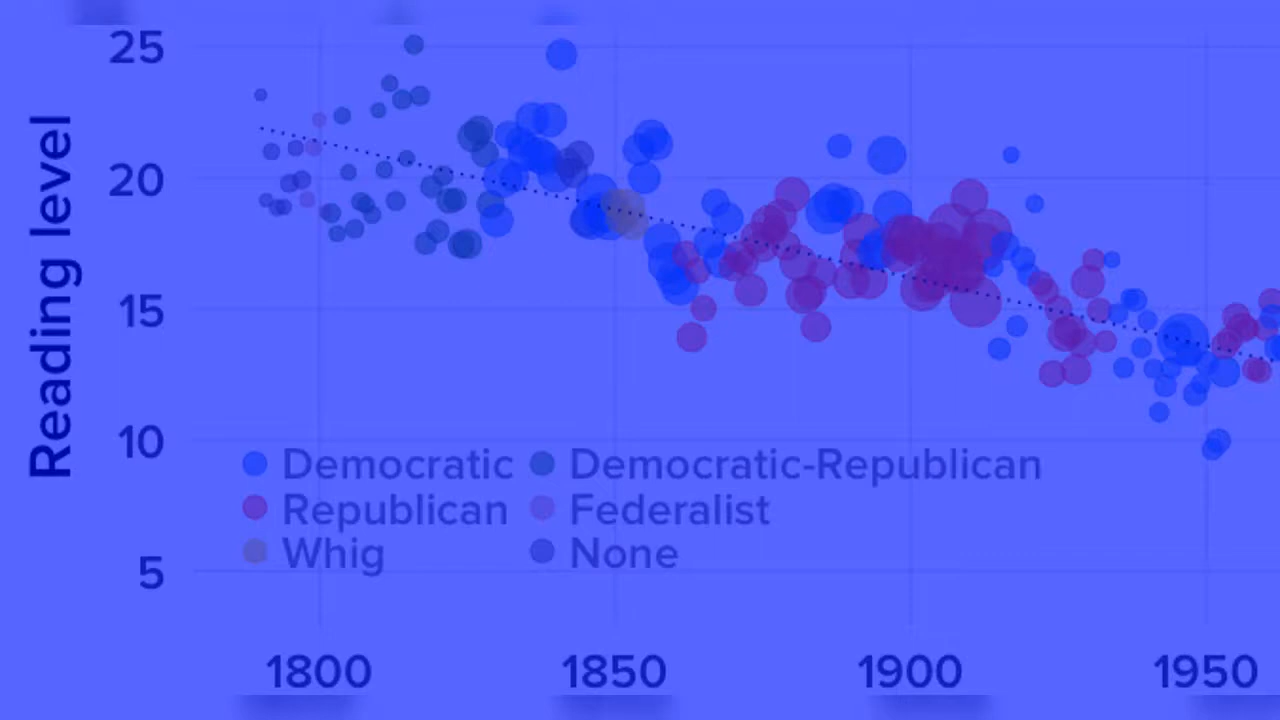 25
20
15
10
5
Reading level
Democratic
Democratic-Republican
Republican
Federalist
Whig
None
1800
1850
1900
1950